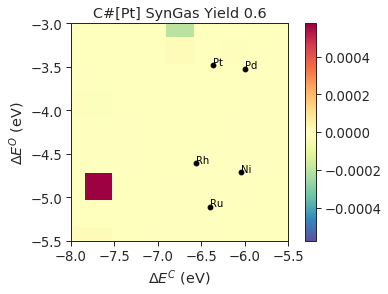 C#[Pt] SynGas Yield 0.6
−3.0
−3.5
−4.0
−4.5
−5.0
−5.5
ΔE^O (eV)
Pt
Pd
Rh
Ni
Ru
−8.0 −7.5 −7.0 −6.5 −6.0 −5.5
ΔE^C (eV)
0.0004
0.0002
0.0000
−0.0002
−0.0004